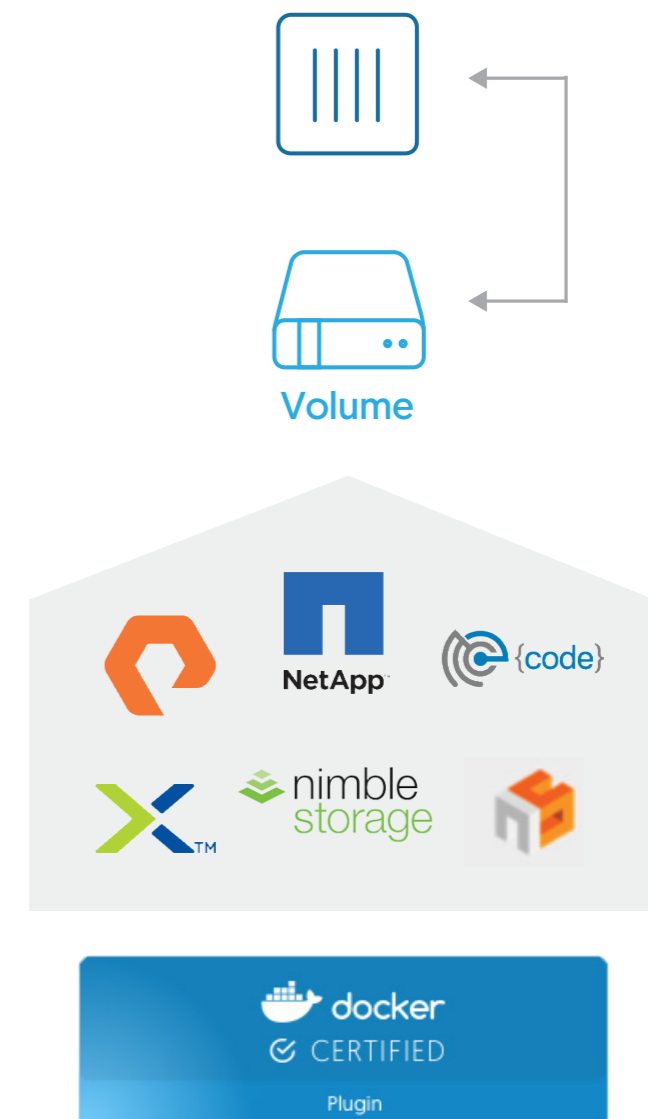 Volume
NetApp
{code}
TM
nimble
storage
docker
CERTIFIED
Plugin